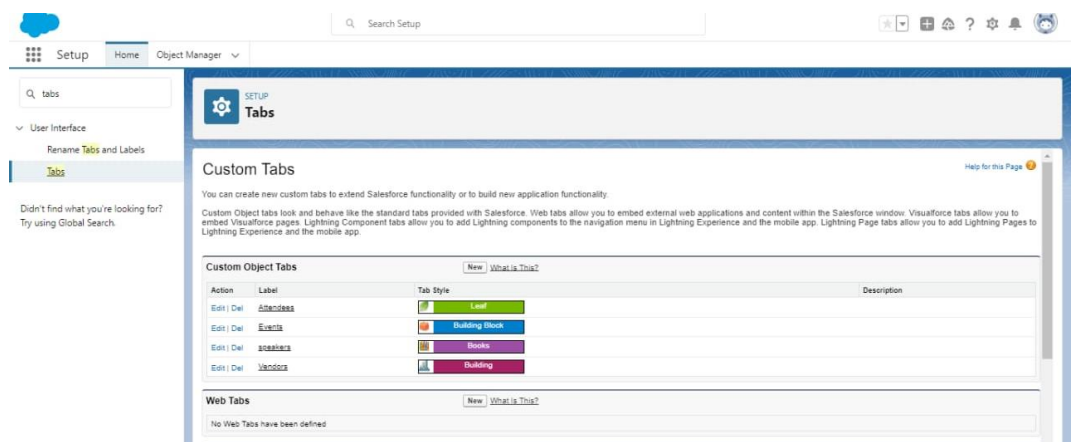 Search Setup
Setup
Home
Object Manager
tabs
User Interface
Rename Tabs and Labels
Tabs
Didn't find what you're looking for?
Try using Global Search.
SETUP
Tabs
Custom Tabs
Help for this Page
You can create new custom tabs to extend Salesforce functionality or to build new application functionality.
Custom Object tabs look and behave like the standard tabs provided with Salesforce. Web tabs allow you to embed external web applications and content within the Salesforce window. Visualforce tabs allow you to
embed Visualforce pages. Lightning Component tabs allow you to add Lightning components to the navigation menu in Lightning Experience and the mobile app. Lightning Page tabs allow you to add Lightning Pages to
Lightning Experience and the mobile app.
Custom Object Tabs New What Is This?
Action Label Tab Style Description
Edit | Del Attendees Leaf
Edit | Del Events Building Block
Edit | Del speakers Books
Edit | Del Vendors Building
Web Tabs New What Is This?
No Web Tabs have been defined